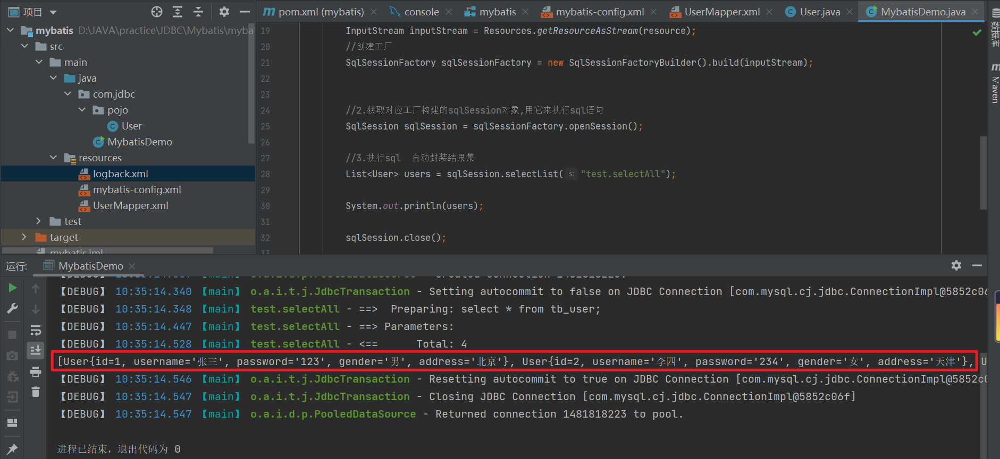 项目
pom.xml (mybatis) console mybatis mybatis-config.xml UserMapper.xml User.java MybatisDemo.java
mybatis D:\JAVA\practice\JDBC\Mybatis\myba
src
main
java
com.jdbc
pojo
User
MybatisDemo
resources
logback.xml
mybatis-config.xml
UserMapper.xml
test
target
mybatis.iml
19 InputStream inputStream = Resources.getResourceAsStream(resource);
20 //创建工厂
21 SqlSessionFactory sqlSessionFactory = new SqlSessionFactoryBuilder().build(inputStream);
22
23
24 //2.获取对应工厂构建的sqlSession对象,用它来执行sql语句
25 SqlSession sqlSession = sqlSessionFactory.openSession();
26
27 //3.执行sql 自动封装结果集
28 List<User> users = sqlSession.selectList( s: "test.selectAll");
29
30 System.out.println(users);
31
32 sqlSession.close();
33
数据库
Maven
运行: MybatisDemo
【DEBUG】 10:35:14.340 【main】 o.a.i.t.j.JdbcTransaction - Setting autocommit to false on JDBC Connection [com.mysql.cj.jdbc.ConnectionImpl@5852c06
【DEBUG】 10:35:14.348 【main】 test.selectAll - ==>  Preparing: select * from tb_user;
【DEBUG】 10:35:14.447 【main】 test.selectAll - ==> Parameters:
【DEBUG】 10:35:14.528 【main】 test.selectAll - <==      Total: 4
[User{id=1, username='张三', password='123', gender='男', address='北京'}, User{id=2, username='李四', password='234', gender='女', address='天津'}, U
【DEBUG】 10:35:14.546 【main】 o.a.i.t.j.JdbcTransaction - Resetting autocommit to true on JDBC Connection [com.mysql.cj.jdbc.ConnectionImpl@5852c0
【DEBUG】 10:35:14.547 【main】 o.a.i.t.j.JdbcTransaction - Closing JDBC Connection [com.mysql.cj.jdbc.ConnectionImpl@5852c06f]
【DEBUG】 10:35:14.547 【main】 o.a.i.d.p.PooledDataSource - Returned connection 1481818223 to pool.
进程已结束，退出代码为 0